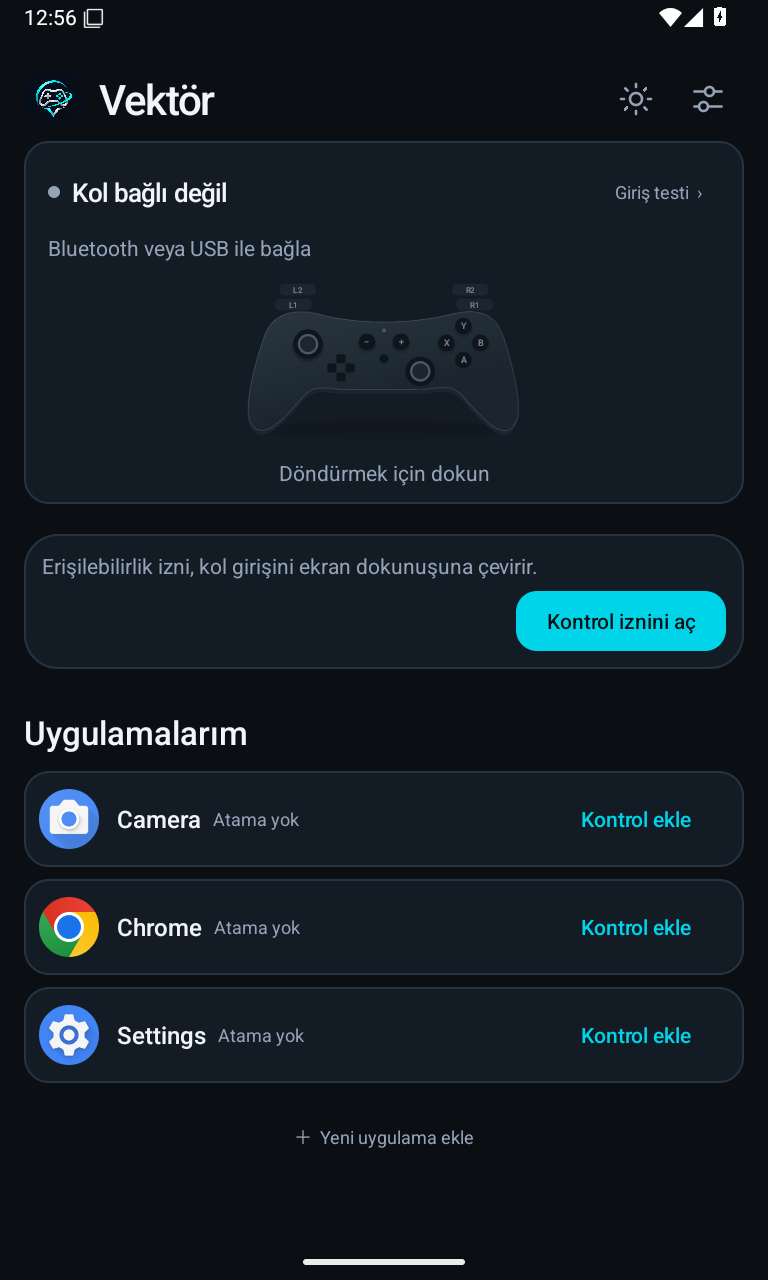 12:56
Vektör
Kol bağlı değil
Giriş testi ›
Bluetooth veya USB ile bağla
L2 R2
L1 R1
Y
X B
A
- +
Döndürmek için dokun
Erişilebilirlik izni, kol girişini ekran dokunuşuna çevirir.
Kontrol iznini aç
Uygulamalarım
Camera Atama yok Kontrol ekle
Chrome Atama yok Kontrol ekle
Settings Atama yok Kontrol ekle
+ Yeni uygulama ekle